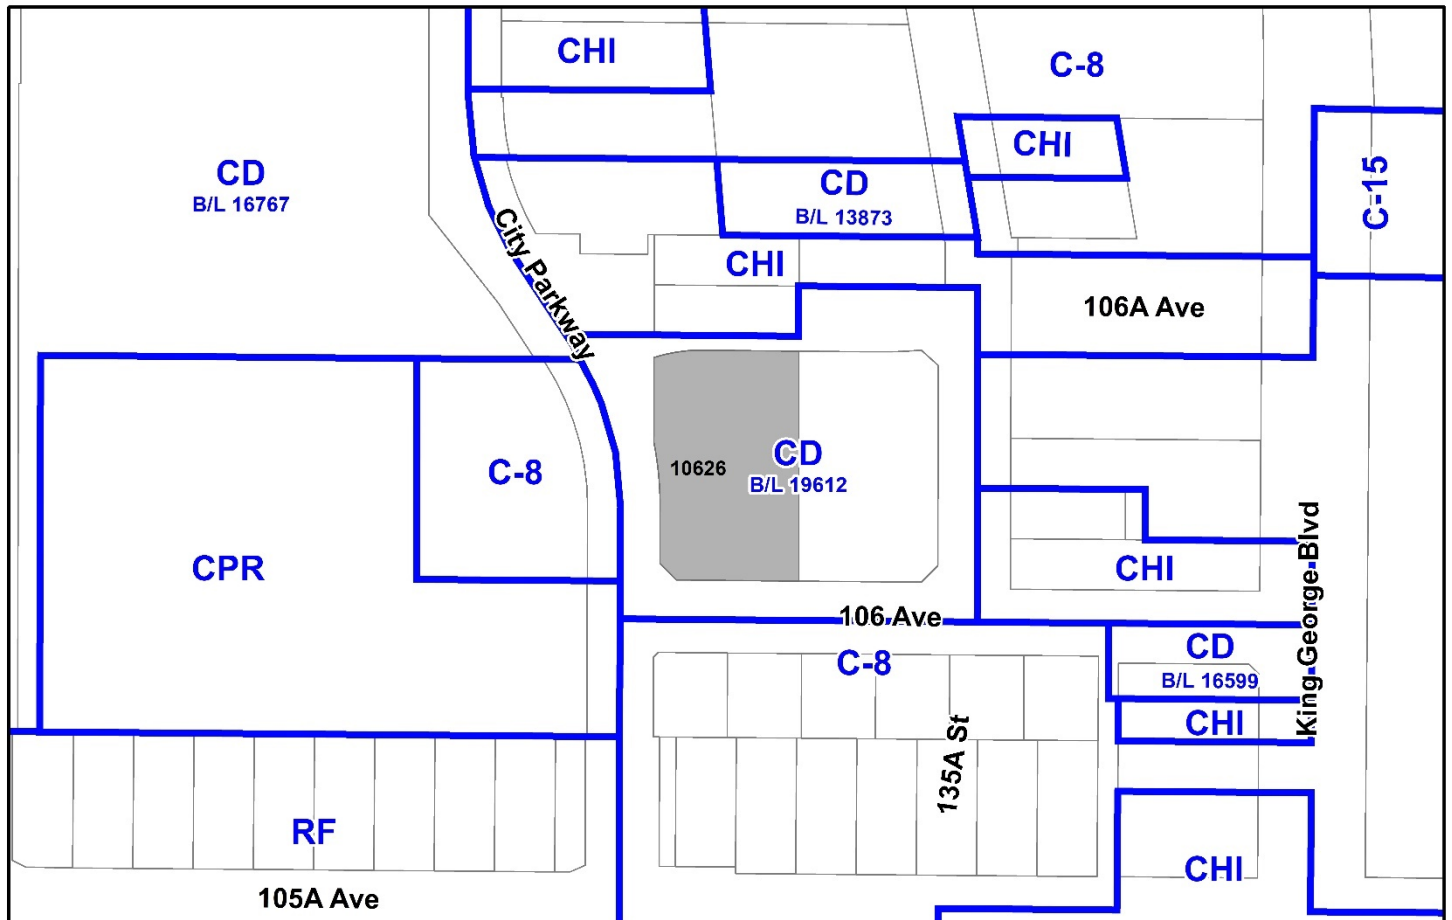 CHI
C-8
CHI
CD
B/L 16767
CD
B/L 13873
C-15
City Parkway
CHI
106A Ave
CD
B/L 19612
10626
C-8
CPR
CHI
King George Blvd
106 Ave
C-8
CD
B/L 16599
CHI
135A St
RF
CHI
105A Ave